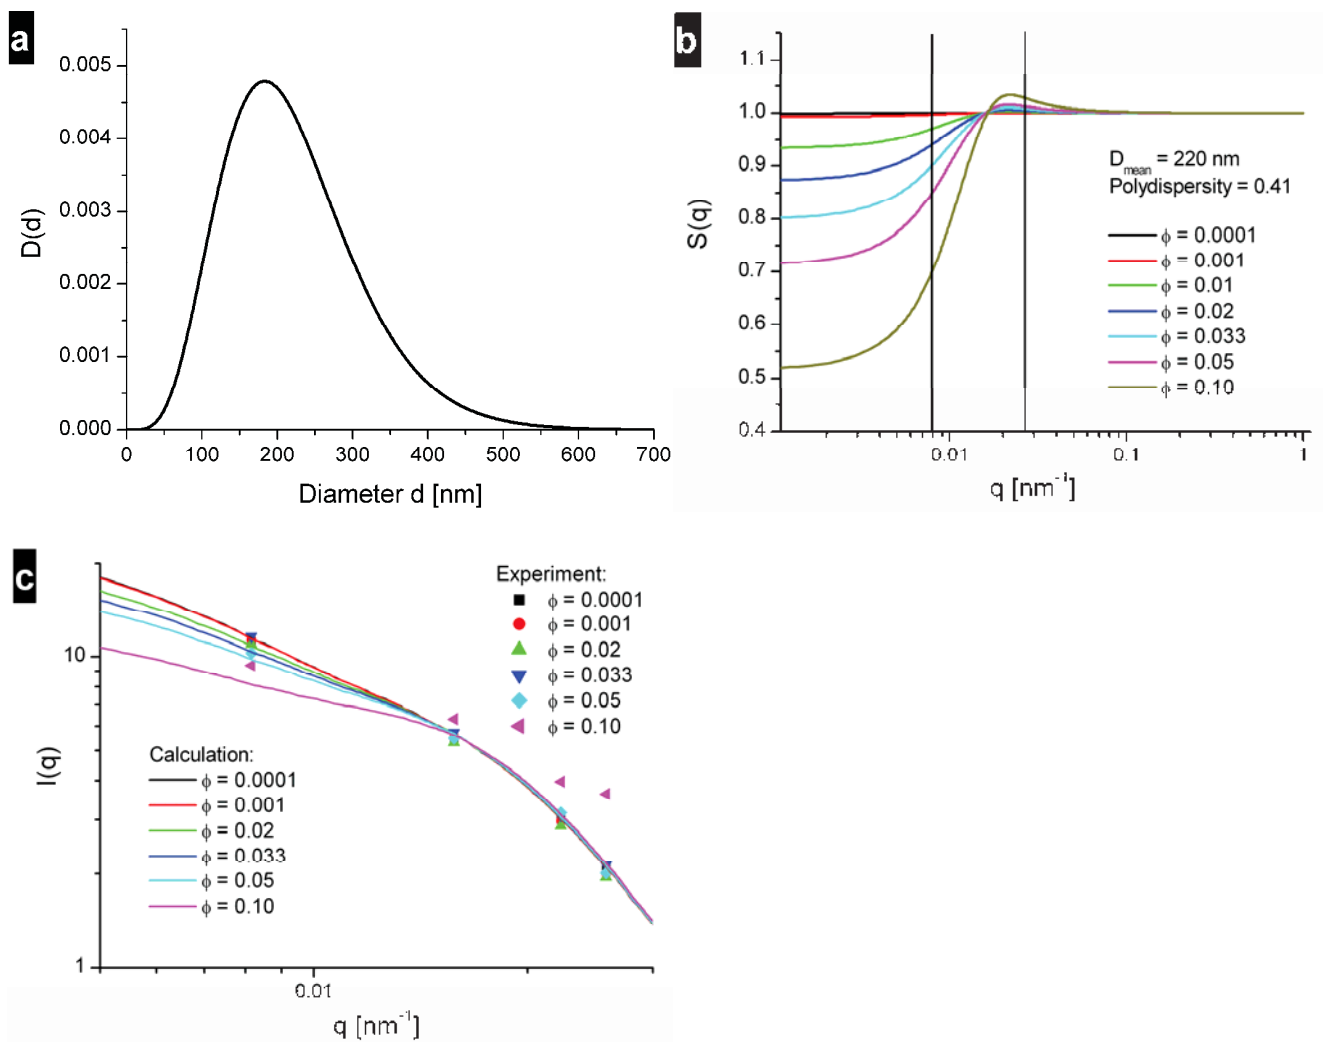 a
0.005
0.004
0.003
0.002
0.001
0.000
D(d)
0 100 200 300 400 500 600 700
Diameter d [nm]
b
1.1
1.0
0.9
0.8
0.7
0.6
0.5
0.4
S(q)
D_mean = 220 nm
Polydispersity = 0.41
ϕ = 0.0001
ϕ = 0.001
ϕ = 0.01
ϕ = 0.02
ϕ = 0.033
ϕ = 0.05
ϕ = 0.10
0.01 0.1 1
q [nm⁻¹]
c
10
1
I(q)
Experiment:
ϕ = 0.0001
ϕ = 0.001
ϕ = 0.02
ϕ = 0.033
ϕ = 0.05
ϕ = 0.10
Calculation:
ϕ = 0.0001
ϕ = 0.001
ϕ = 0.02
ϕ = 0.033
ϕ = 0.05
ϕ = 0.10
0.01
q [nm⁻¹]